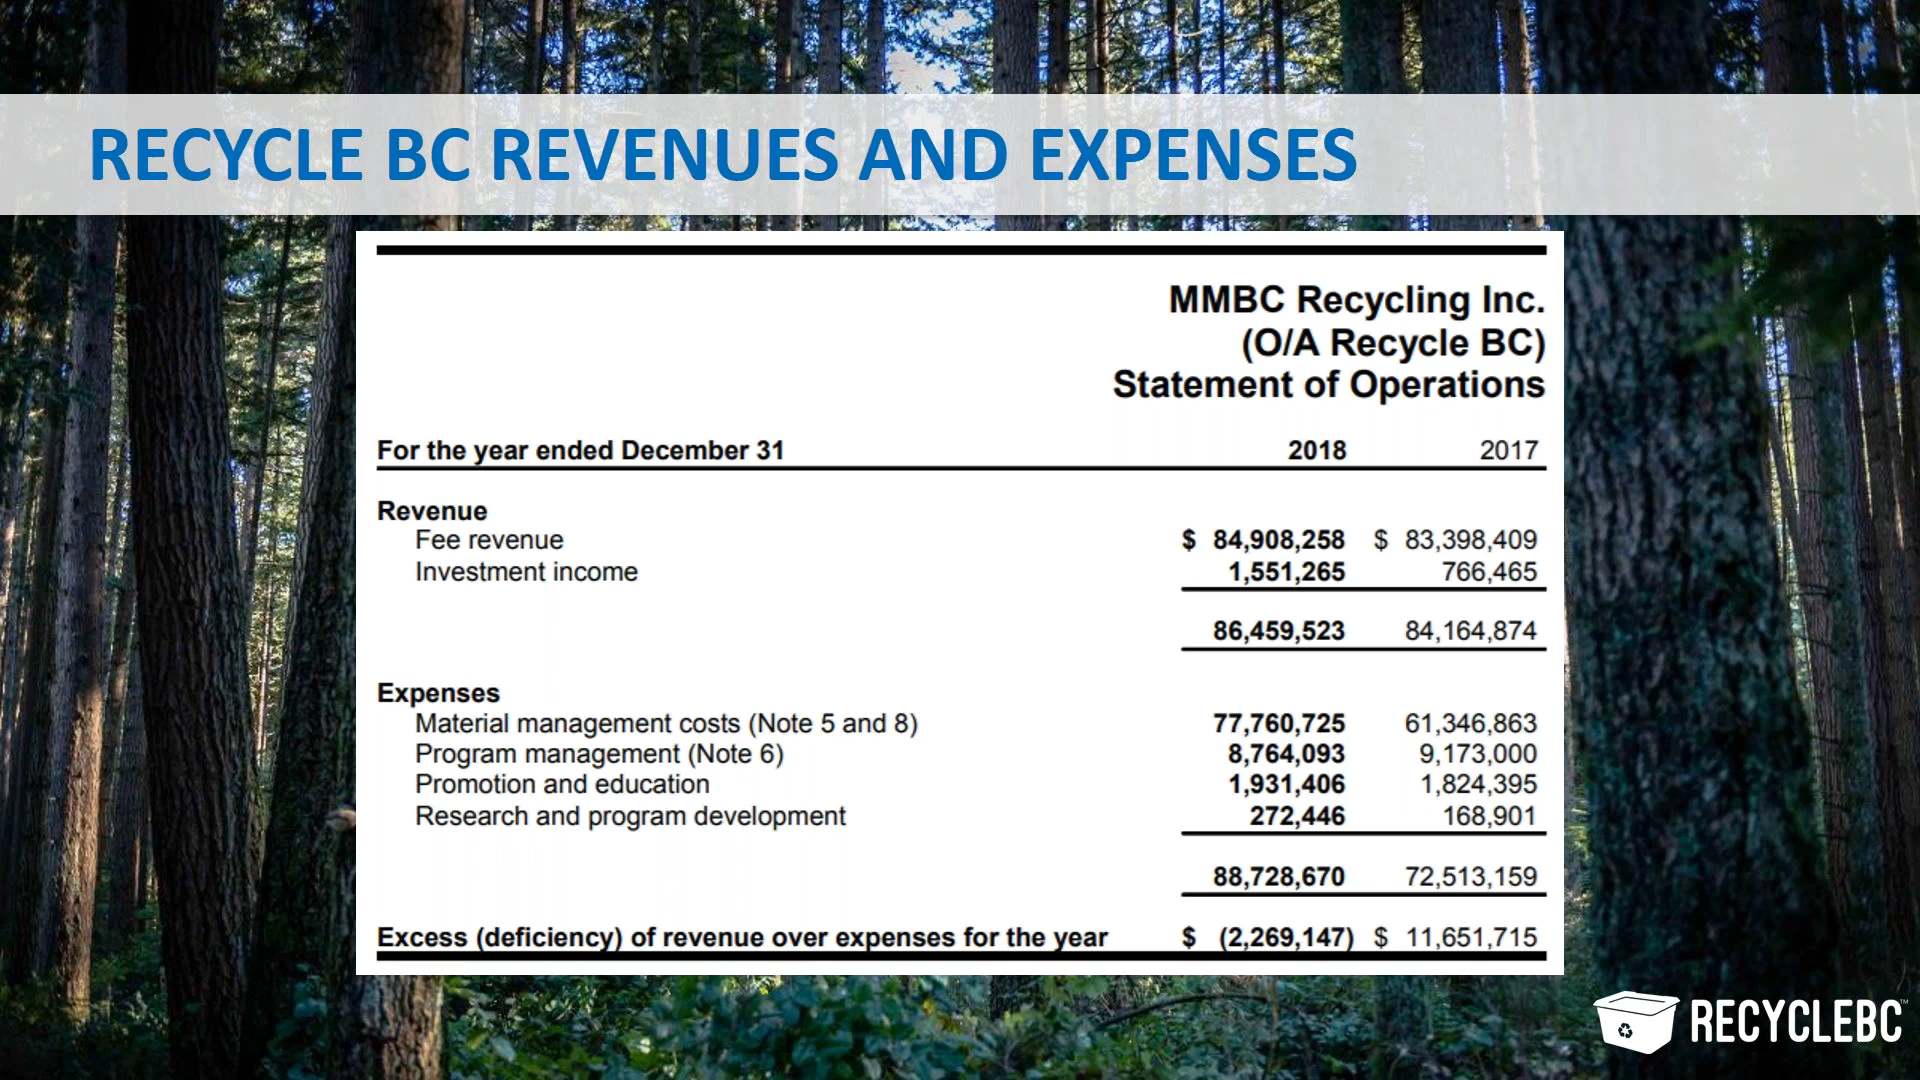 RECYCLE BC REVENUES AND EXPENSES
MMBC Recycling Inc.
(O/A Recycle BC)
Statement of Operations
For the year ended December 31 2018 2017
Revenue
Fee revenue $ 84,908,258 $ 83,398,409
Investment income 1,551,265 766,465
86,459,523 84,164,874
Expenses
Material management costs (Note 5 and 8) 77,760,725 61,346,863
Program management (Note 6) 8,764,093 9,173,000
Promotion and education 1,931,406 1,824,395
Research and program development 272,446 168,901
88,728,670 72,513,159
Excess (deficiency) of revenue over expenses for the year $ (2,269,147) $ 11,651,715
RECYCLEBC™